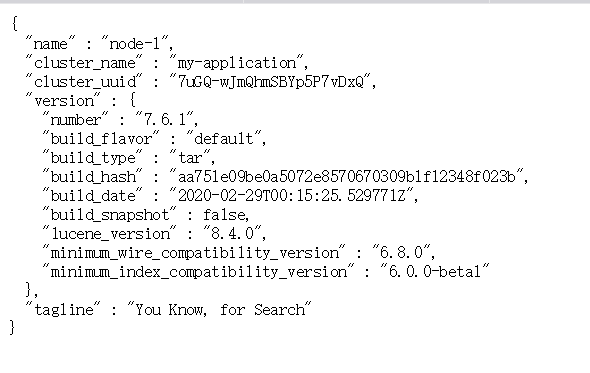 {
"name" : "node-1",
"cluster_name" : "my-application",
"cluster_uuid" : "7uGQ-wJmQhmSBYp5P7vDxQ",
"version" : {
"number" : "7.6.1",
"build_flavor" : "default",
"build_type" : "tar",
"build_hash" : "aa751e09be0a5072e8570670309b1f12348f023b",
"build_date" : "2020-02-29T00:15:25.529771Z",
"build_snapshot" : false,
"lucene_version" : "8.4.0",
"minimum_wire_compatibility_version" : "6.8.0",
"minimum_index_compatibility_version" : "6.0.0-beta1"
},
"tagline" : "You Know, for Search"
}